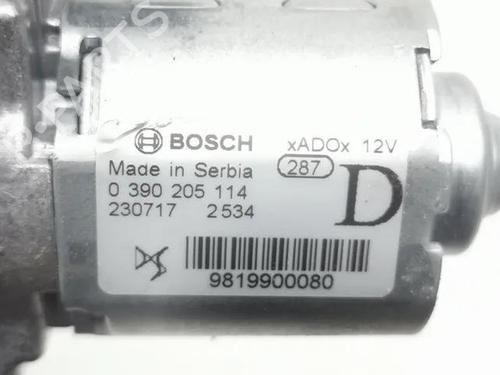 BOSCH xADOx 12V
Made in Serbia 287
0 390 205 114 D
230717 2534
9819900080